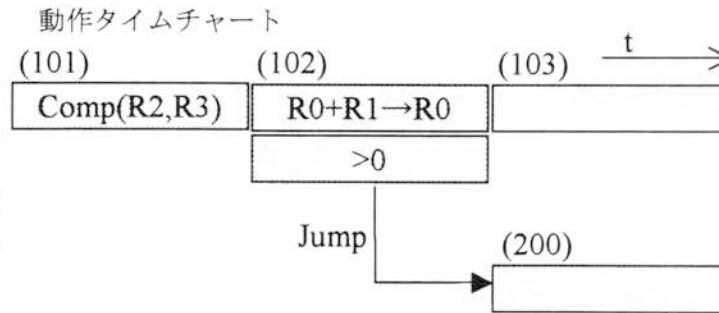 動作タイムチャート
(101) (102) (103) t
Comp(R2,R3) R0+R1→R0
>0
Jump (200)